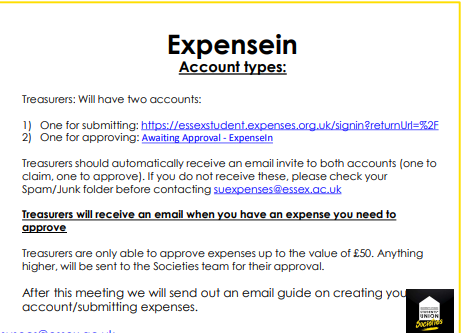 Expensein
Account types:
Treasurers: Will have two accounts:
1) One for submitting: https://essexstudent.expenses.org.uk/signin?returnUrl=%2F
2) One for approving: Awaiting Approval - ExpenseIn
Treasurers should automatically receive an email invite to both accounts (one to
claim, one to approve). If you do not receive these, please check your
Spam/Junk folder before contacting suexpenses@essex.ac.uk
Treasurers will receive an email when you have an expense you need to
approve
Treasurers are only able to approve expenses up to the value of £50. Anything
higher, will be sent to the Societies team for their approval.
After this meeting we will send out an email guide on creating you
account/submitting expenses.
STUDENTS'
UNION
Societies